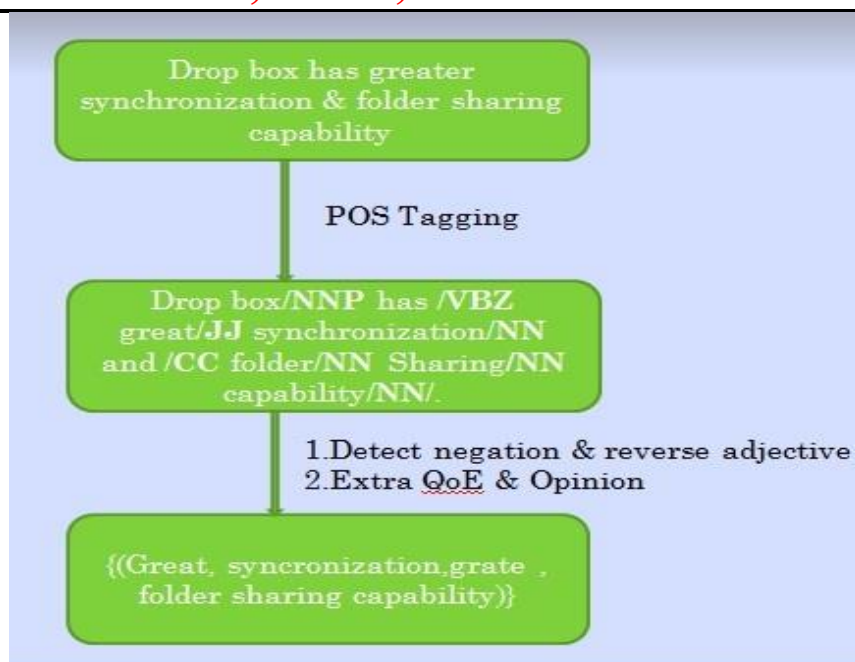 Drop box has greater
synchronization & folder sharing
capability
POS Tagging
Drop box/NNP has /VBZ
great/JJ synchronization/NN
and /CC folder/NN Sharing/NN
capability/NN/.
1.Detect negation & reverse adjective
2.Extra QoE & Opinion
{(Great, syncronization,grate ,
folder sharing capability)}